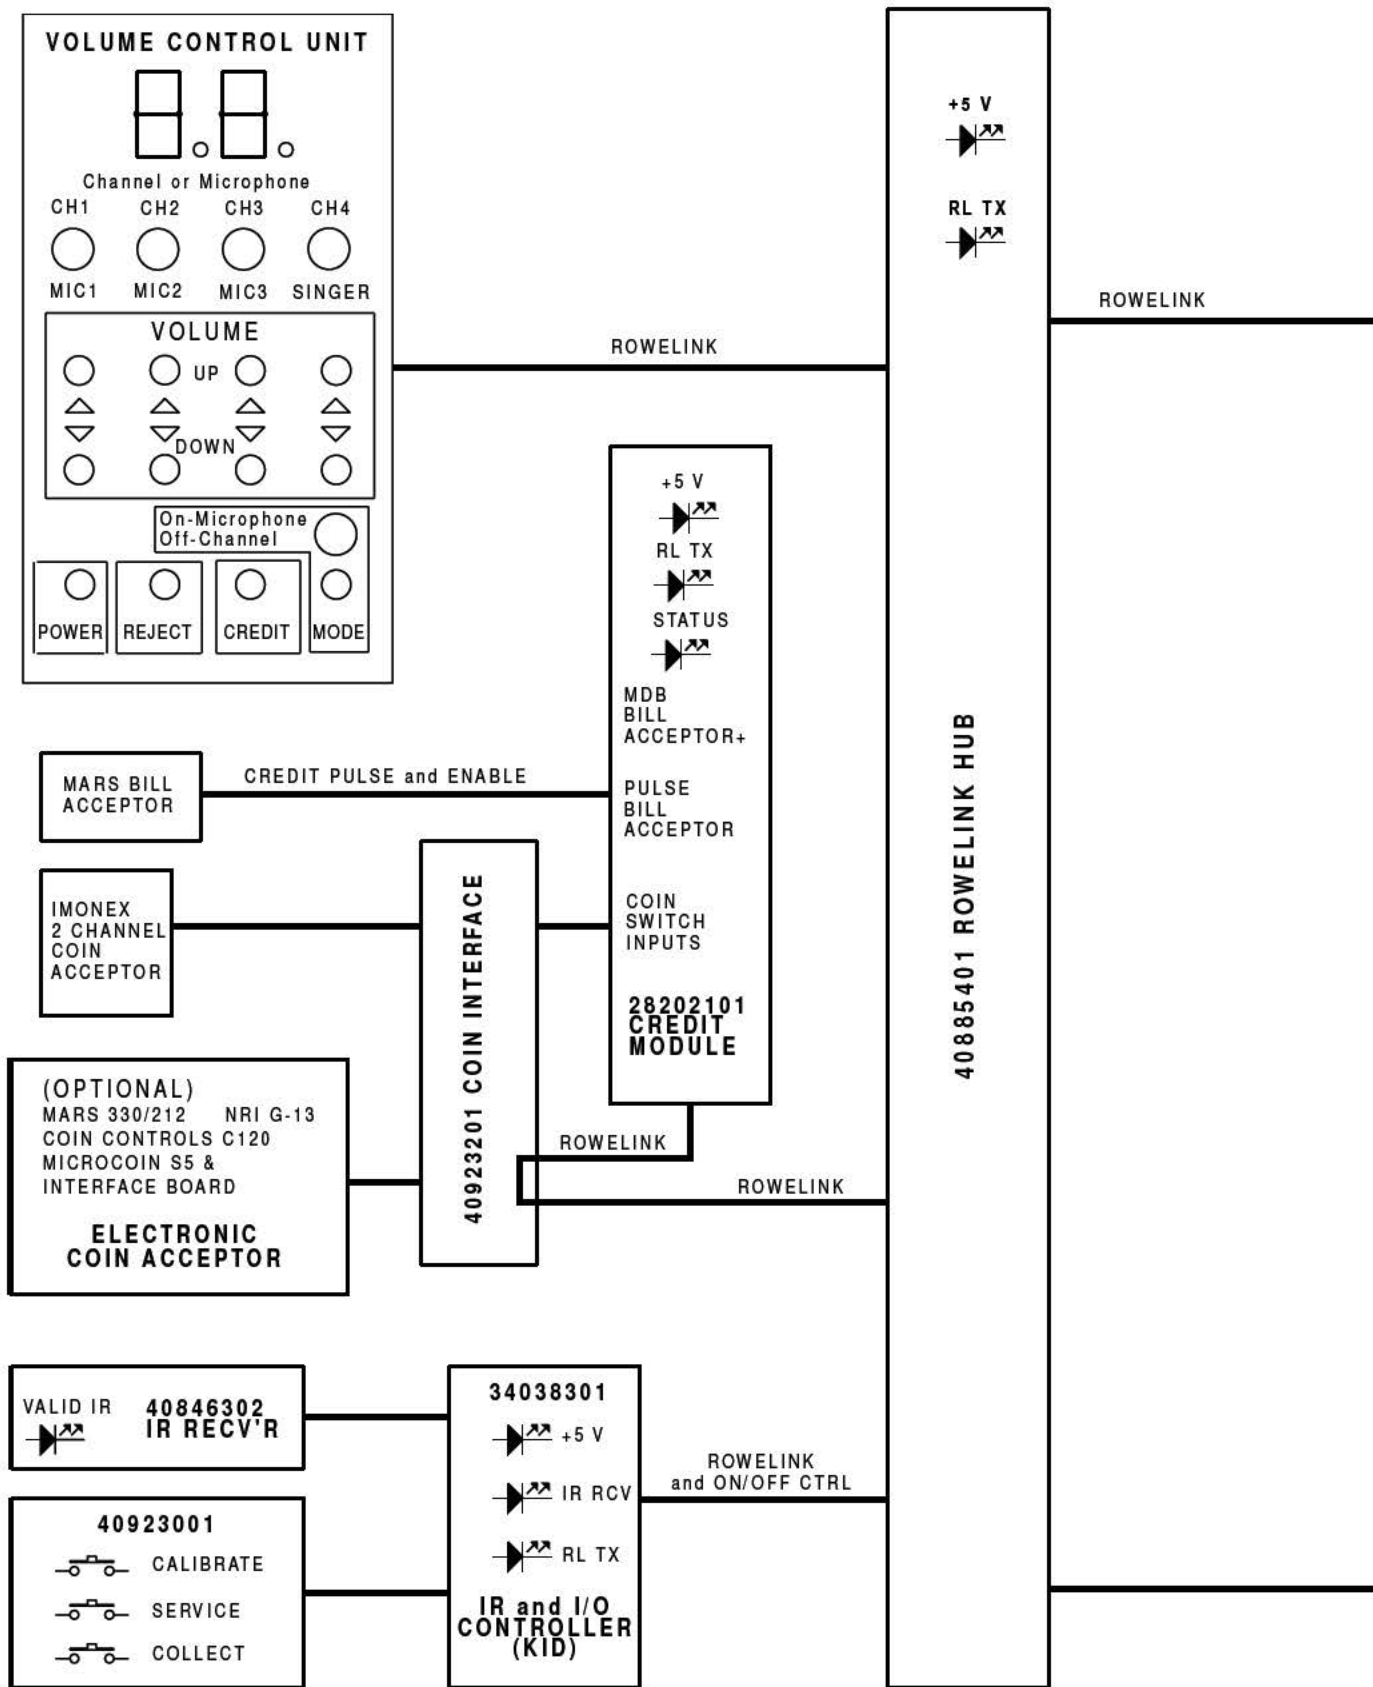 VOLUME CONTROL UNIT
Channel or Microphone
CH1 CH2 CH3 CH4
MIC1 MIC2 MIC3 SINGER
VOLUME
UP
DOWN
On-Microphone
Off-Channel
POWER REJECT CREDIT MODE
ROWELINK
+5 V
RL TX
40885401 ROWELINK HUB
ROWELINK
+5 V
RL TX
STATUS
MDB
BILL
ACCEPTOR+
PULSE
BILL
ACCEPTOR
COIN
SWITCH
INPUTS
28202101
CREDIT
MODULE
MARS BILL
ACCEPTOR
CREDIT PULSE and ENABLE
IMONEX
2 CHANNEL
COIN
ACCEPTOR
40923201 COIN INTERFACE
ROWELINK
ROWELINK
(OPTIONAL)
MARS 330/212 NRI G-13
COIN CONTROLS C120
MICROCOIN S5 &
INTERFACE BOARD
ELECTRONIC
COIN ACCEPTOR
VALID IR
40846302
IR RECV'R
34038301
+5 V
IR RCV
RL TX
IR and I/O
CONTROLLER
(KID)
ROWELINK
and ON/OFF CTRL
40923001
CALIBRATE
SERVICE
COLLECT